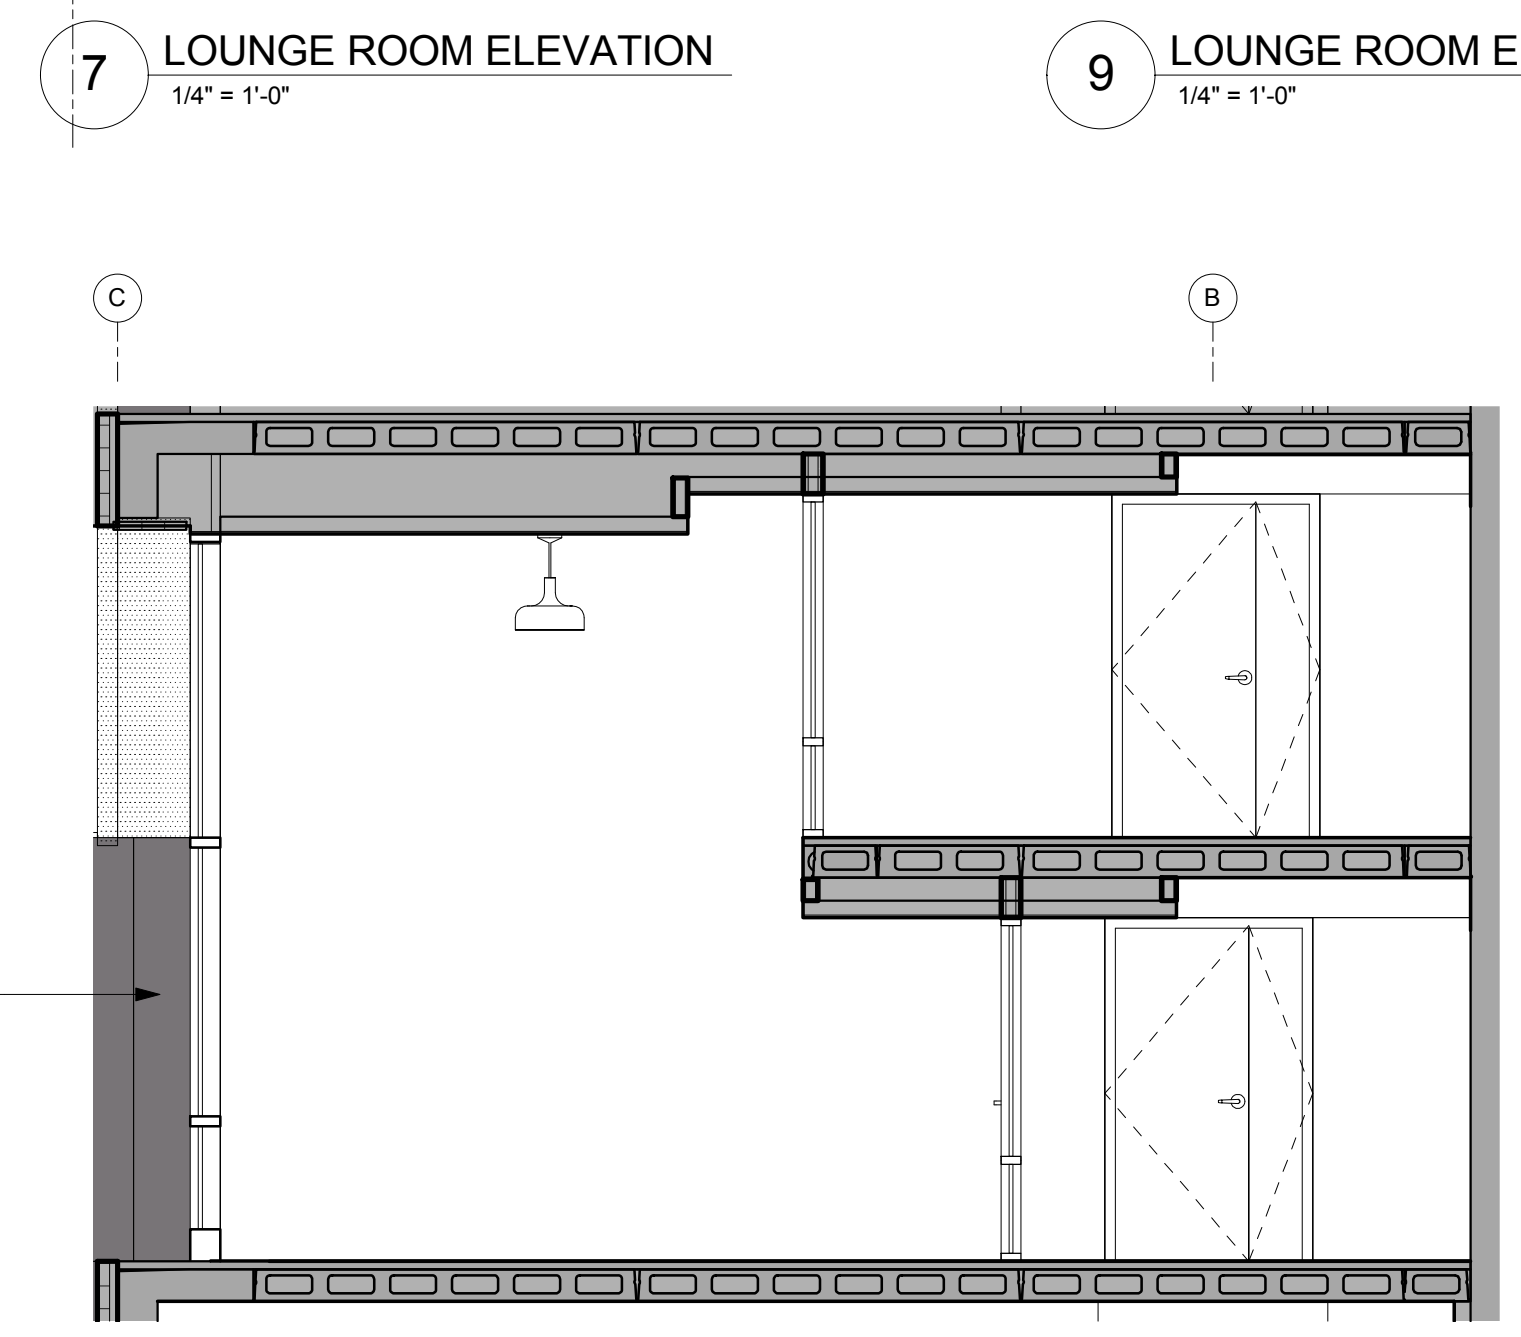 7
LOUNGE ROOM ELEVATION
1/4" = 1'-0"
9
LOUNGE ROOM E
1/4" = 1'-0"
C
B